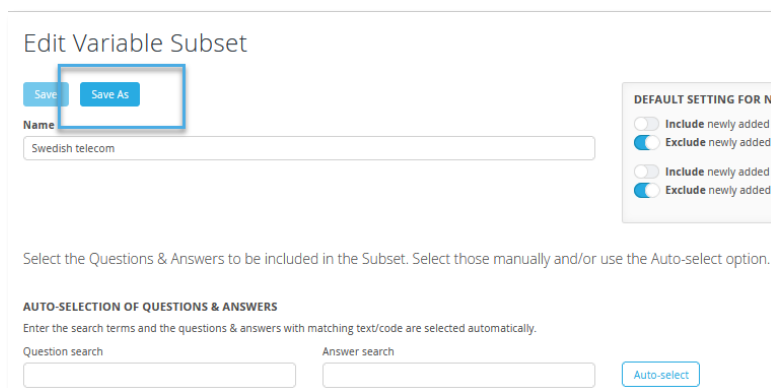 Edit Variable Subset
Save Save As
Name
Swedish telecom
DEFAULT SETTING FOR
Include newly added
Exclude newly added
Include newly added
Exclude newly added
Select the Questions & Answers to be included in the Subset. Select those manually and/or use the Auto-select option.
AUTO-SELECTION OF QUESTIONS & ANSWERS
Enter the search terms and the questions & answers with matching text/code are selected automatically.
Question search Answer search
Auto-select